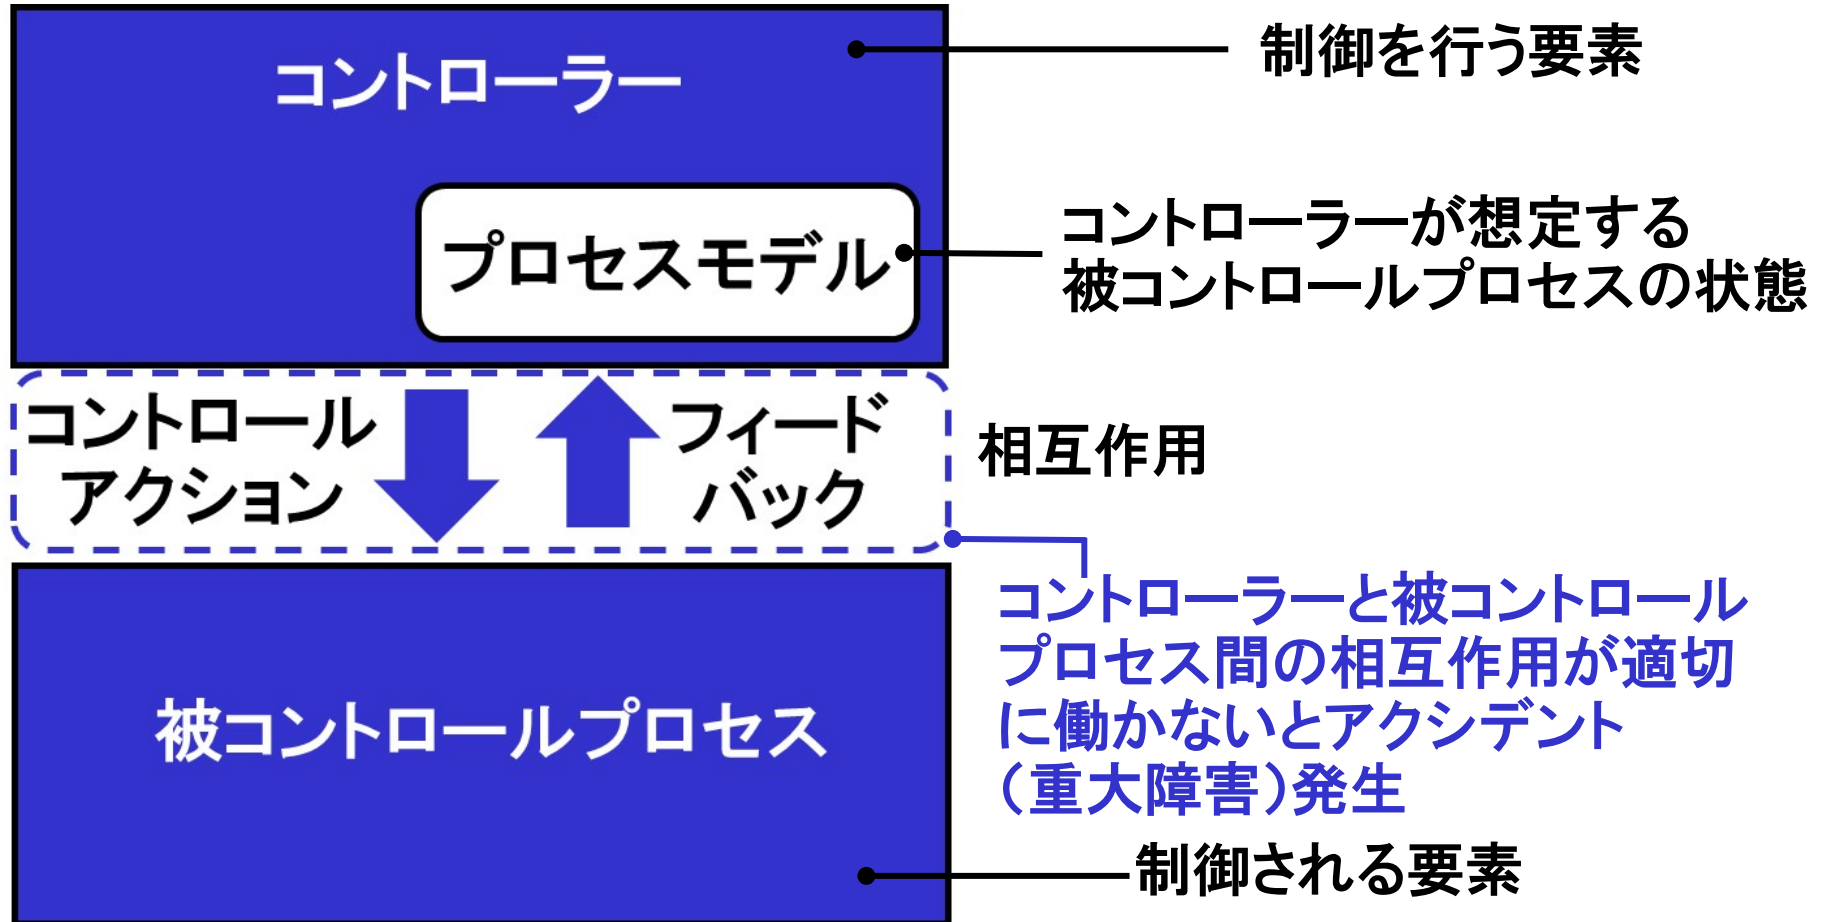 コントローラー
制御を行う要素
プロセスモデル
コントローラーが想定する
被コントロールプロセスの状態
コントロール
アクション
フィード
バック
相互作用
コントローラーと被コントロール
プロセス間の相互作用が適切
に働かないとアクシデント
（重大障害）発生
被コントロールプロセス
制御される要素